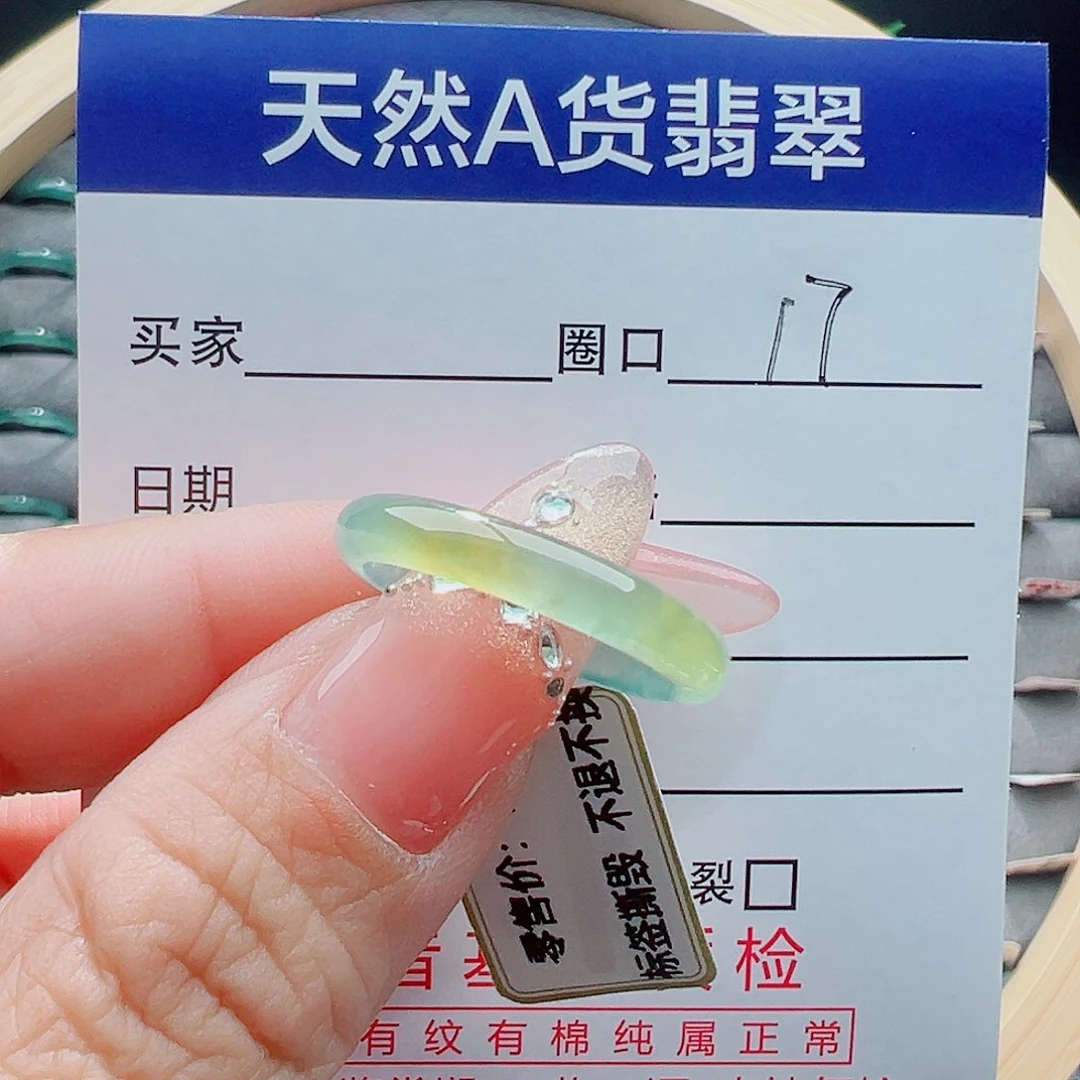 天然A货翡翠
买家 圈口 17
日期
裂
零售价:
标签撕毁 不退不换
检
有纹有棉纯属正常